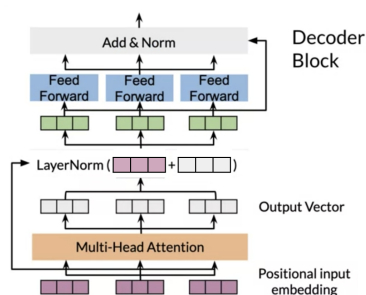 Add & Norm
Decoder
Block
Feed
Forward
Feed
Forward
Feed
Forward
LayerNorm ( + )
Output Vector
Multi-Head Attention
Positional input
embedding